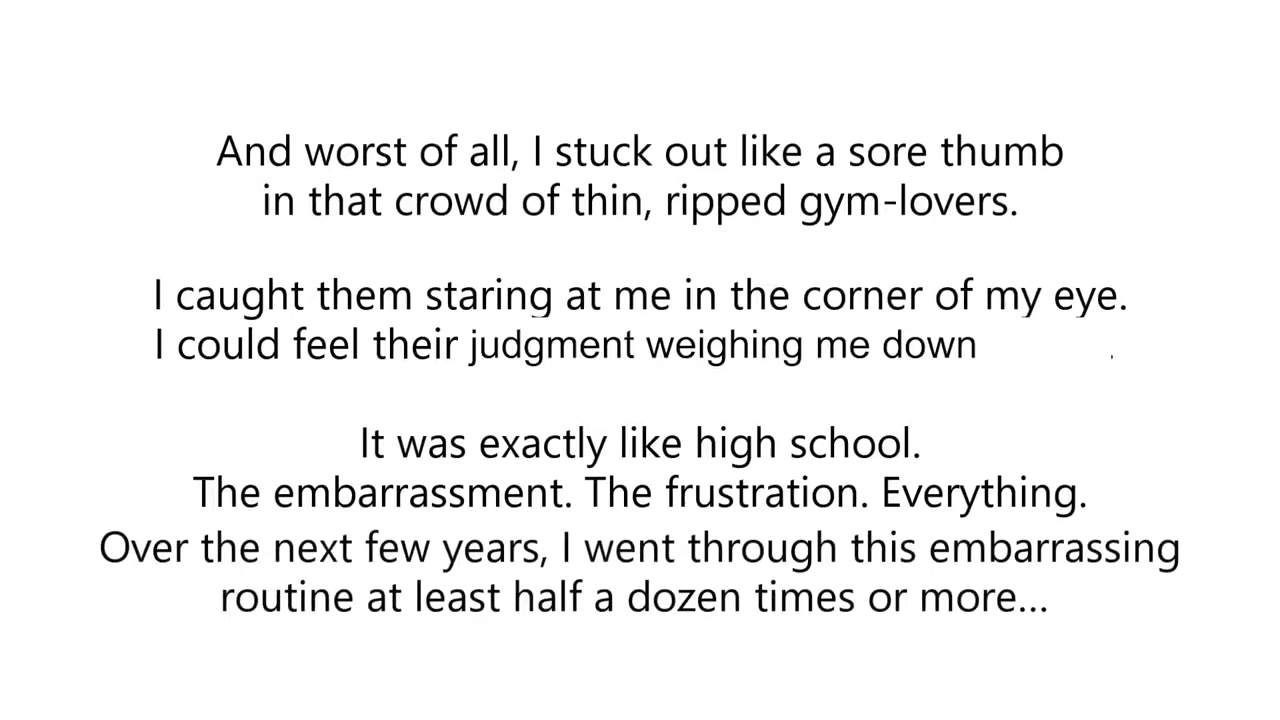 And worst of all, I stuck out like a sore thumb
in that crowd of thin, ripped gym-lovers.
I caught them staring at me in the corner of my eye.
I could feel their judgment weighing me down .
It was exactly like high school.
The embarrassment. The frustration. Everything.
Over the next few years, I went through this embarrassing
routine at least half a dozen times or more...